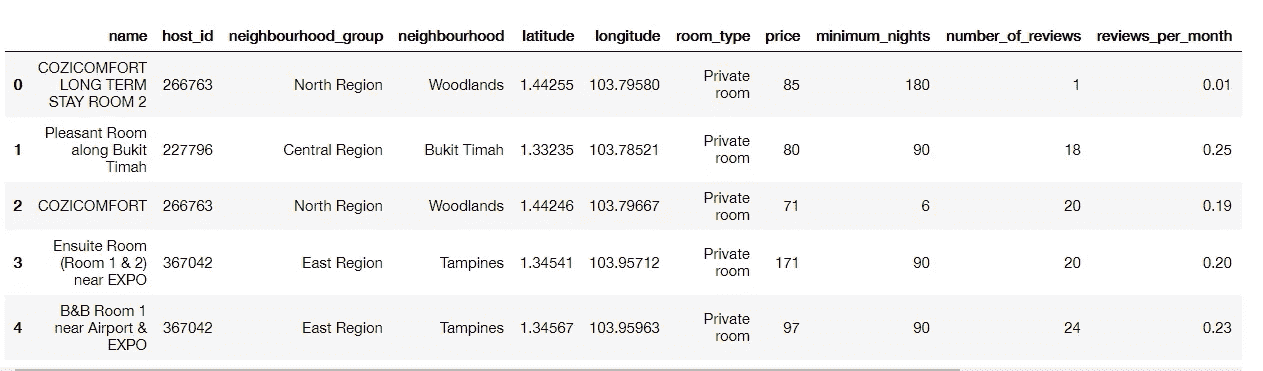 name host_id neighbourhood_group neighbourhood latitude longitude room_type price minimum_nights number_of_reviews reviews_per_month
0 COZICOMFORT LONG TERM STAY ROOM 2 266763 North Region Woodlands 1.44255 103.79580 Private room 85 180 1 0.01
1 Pleasant Room along Bukit Timah 227796 Central Region Bukit Timah 1.33235 103.78521 Private room 80 90 18 0.25
2 COZICOMFORT 266763 North Region Woodlands 1.44246 103.79667 Private room 71 6 20 0.19
3 Ensuite Room (Room 1 & 2) near EXPO 367042 East Region Tampines 1.34541 103.95712 Private room 171 90 20 0.20
4 B&B Room 1 near Airport & EXPO 367042 East Region Tampines 1.34567 103.95963 Private room 97 90 24 0.23